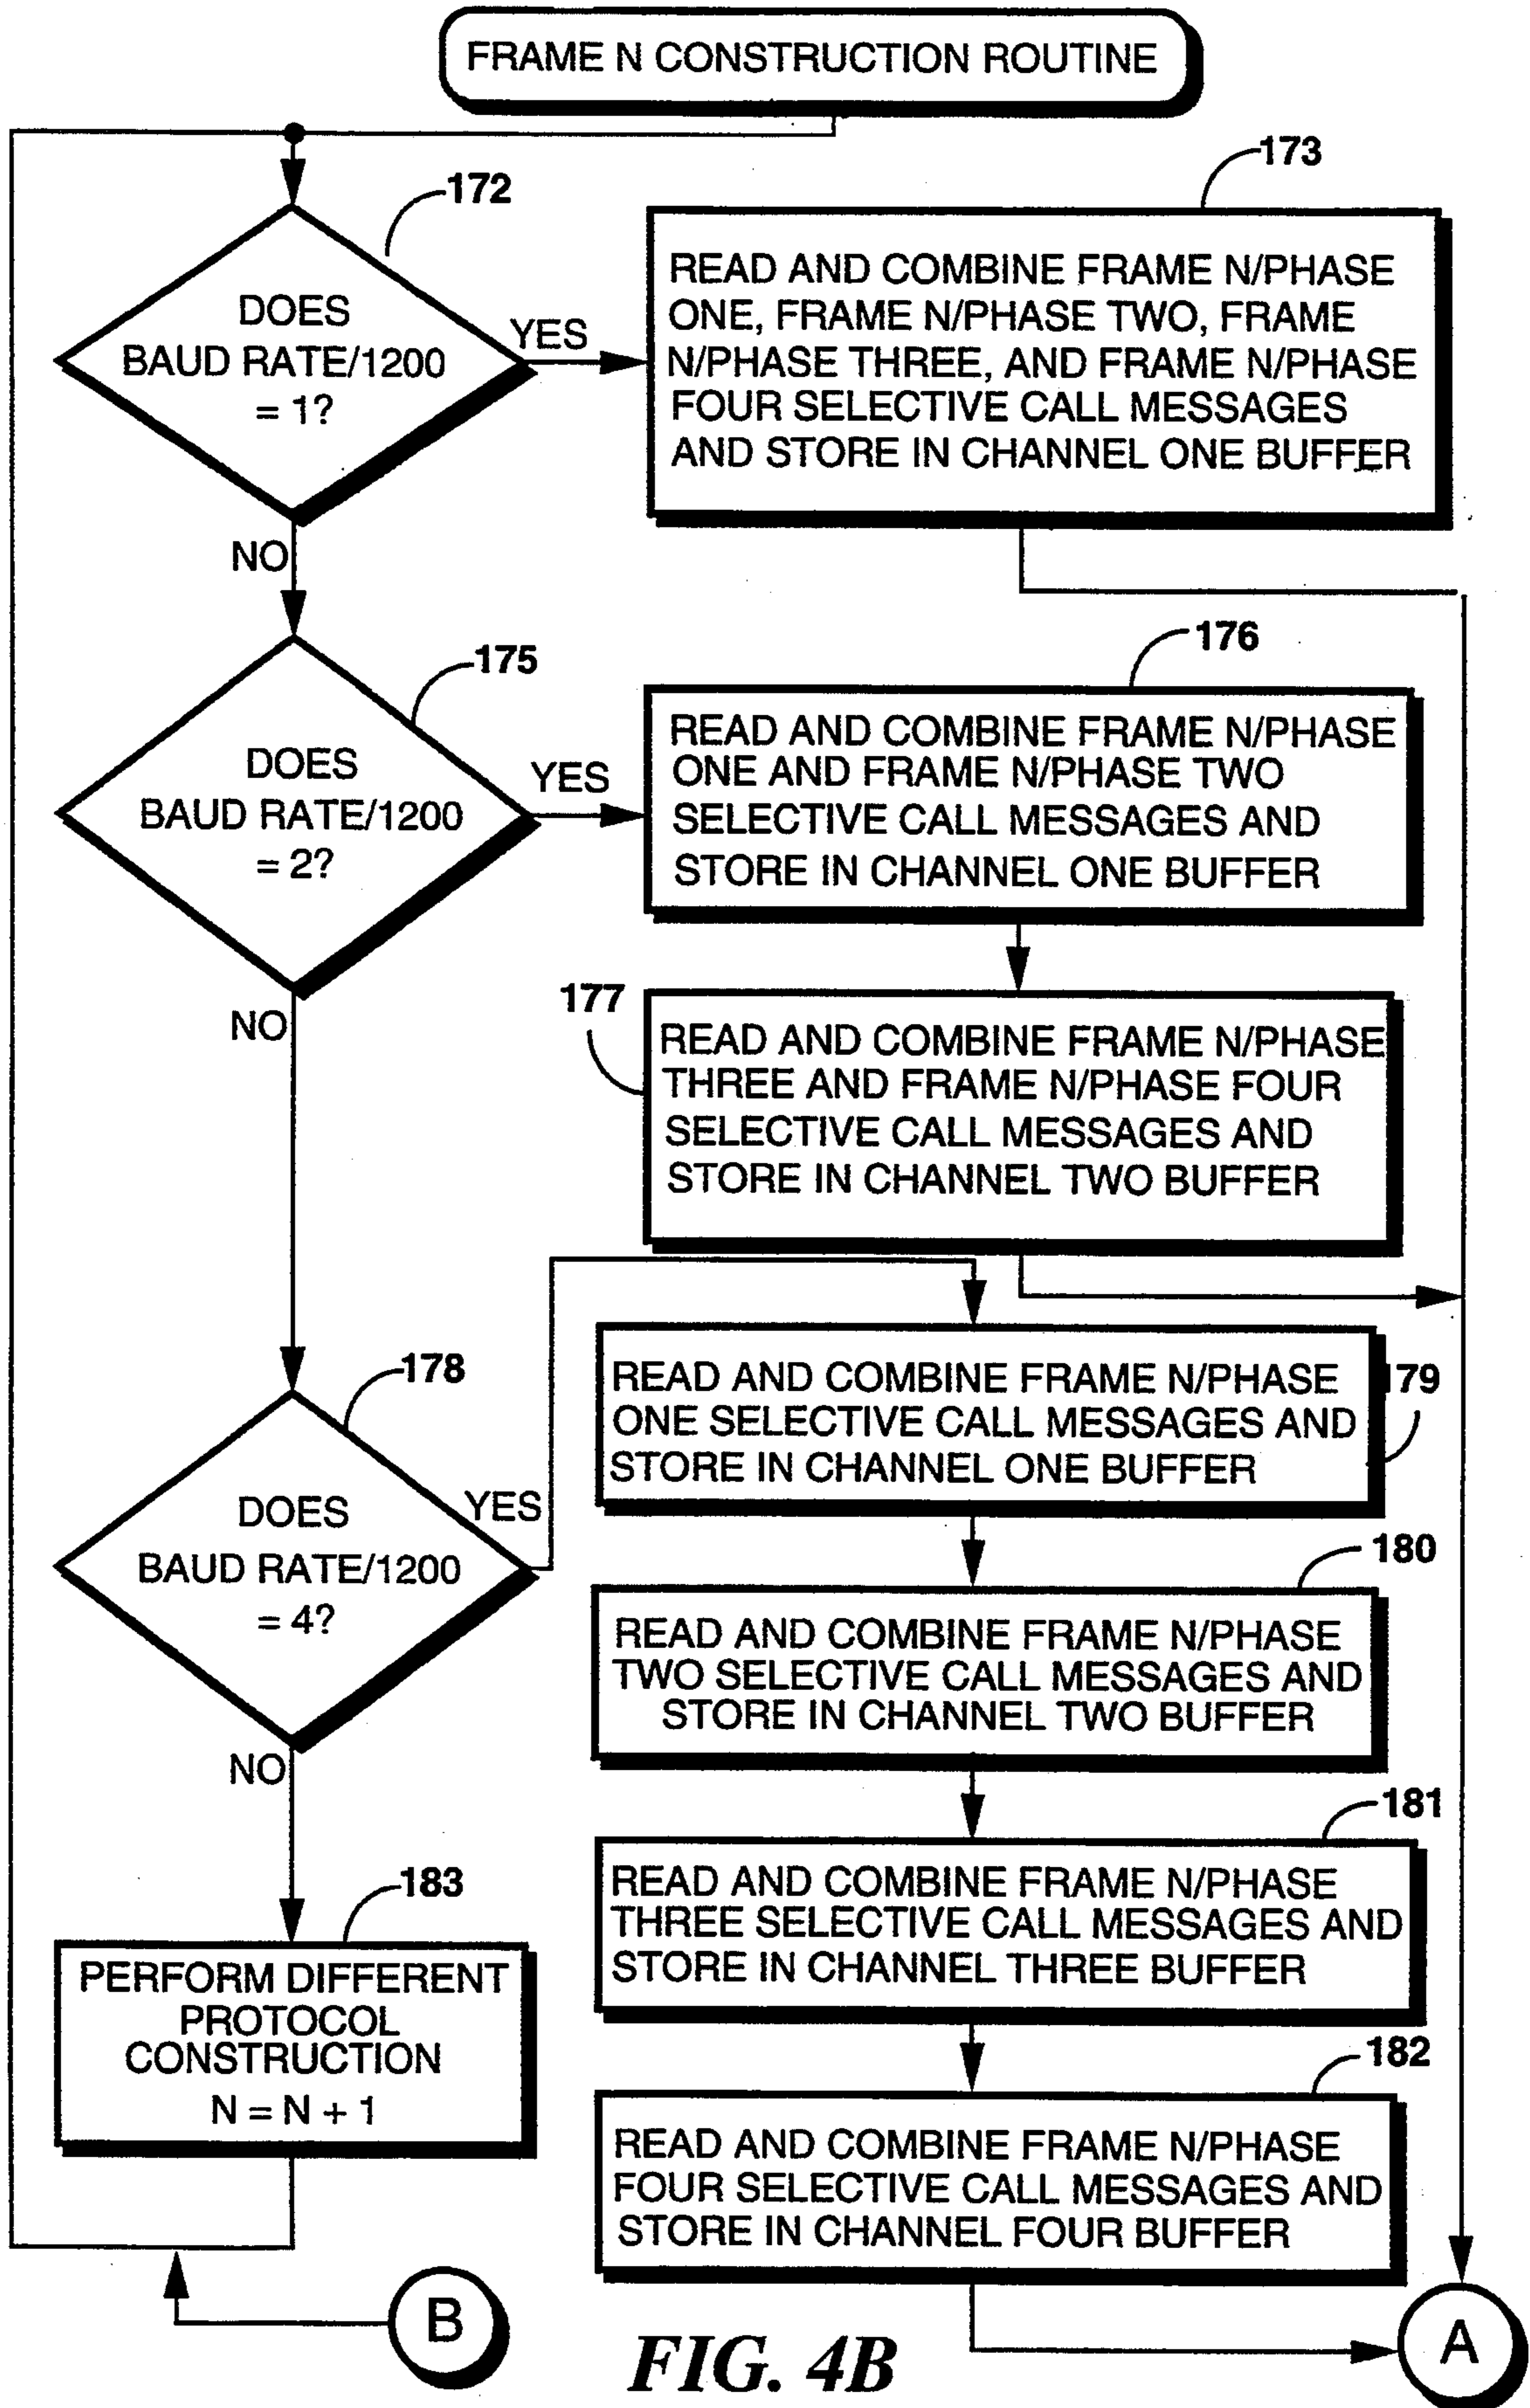 FRAME N CONSTRUCTION ROUTINE
172
DOES
BAUD RATE/1200
= 1?
YES
NO
173
READ AND COMBINE FRAME N/PHASE
ONE, FRAME N/PHASE TWO, FRAME
N/PHASE THREE, AND FRAME N/PHASE
FOUR SELECTIVE CALL MESSAGES
AND STORE IN CHANNEL ONE BUFFER
175
DOES
BAUD RATE/1200
= 2?
YES
NO
176
READ AND COMBINE FRAME N/PHASE
ONE AND FRAME N/PHASE TWO
SELECTIVE CALL MESSAGES AND
STORE IN CHANNEL ONE BUFFER
177
READ AND COMBINE FRAME N/PHASE
THREE AND FRAME N/PHASE FOUR
SELECTIVE CALL MESSAGES AND
STORE IN CHANNEL TWO BUFFER
178
DOES
BAUD RATE/1200
= 4?
YES
NO
179
READ AND COMBINE FRAME N/PHASE
ONE SELECTIVE CALL MESSAGES AND
STORE IN CHANNEL ONE BUFFER
180
READ AND COMBINE FRAME N/PHASE
TWO SELECTIVE CALL MESSAGES AND
STORE IN CHANNEL TWO BUFFER
181
READ AND COMBINE FRAME N/PHASE
THREE SELECTIVE CALL MESSAGES AND
STORE IN CHANNEL THREE BUFFER
182
READ AND COMBINE FRAME N/PHASE
FOUR SELECTIVE CALL MESSAGES AND
STORE IN CHANNEL FOUR BUFFER
183
PERFORM DIFFERENT
PROTOCOL
CONSTRUCTION
N = N + 1
B
A
FIG. 4B